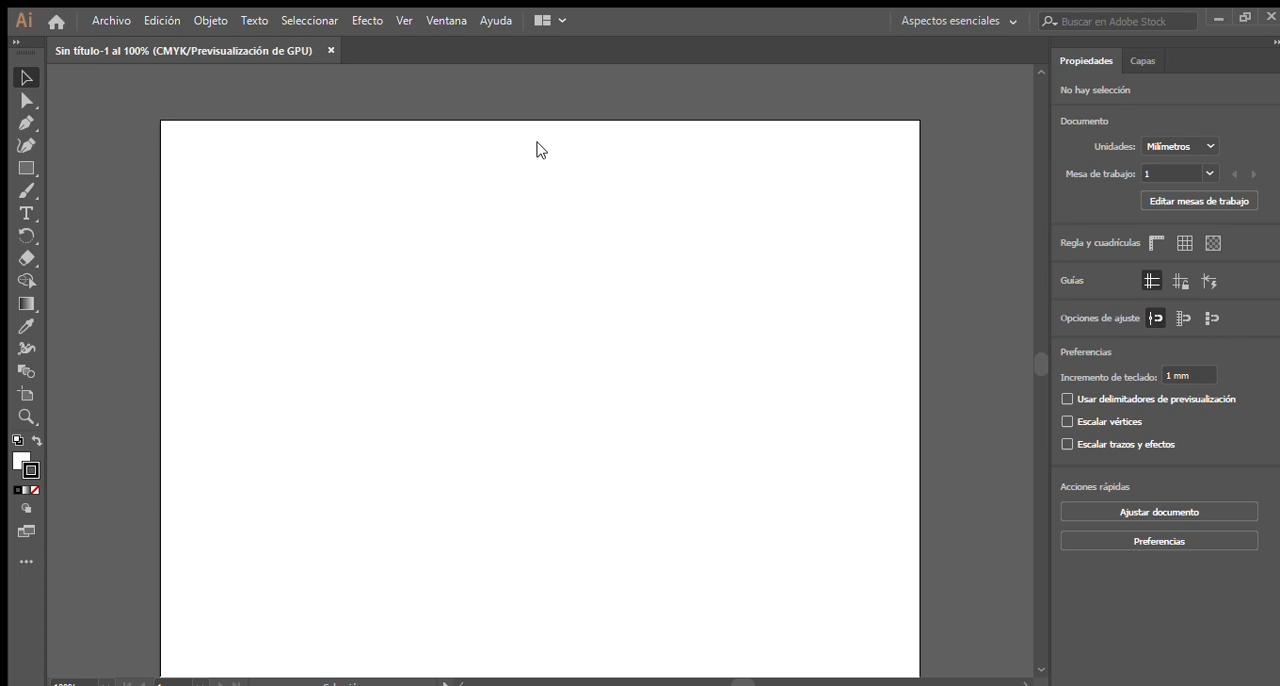 Ai Archivo Edición Objeto Texto Seleccionar Efecto Ver Ventana Ayuda Aspectos esenciales Buscar en Adobe Stock
Sin título-1 al 100% (CMYK/Previsualización de GPU)
Propiedades Capas
No hay selección
Documento
Unidades: Milímetros
Mesa de trabajo: 1
Editar mesas de trabajo
Regla y cuadrículas
Guías
Opciones de ajuste
Preferencias
Incremento de teclado: 1 mm
Usar delimitadores de previsualización
Escalar vértices
Escalar trazos y efectos
Acciones rápidas
Ajustar documento
Preferencias